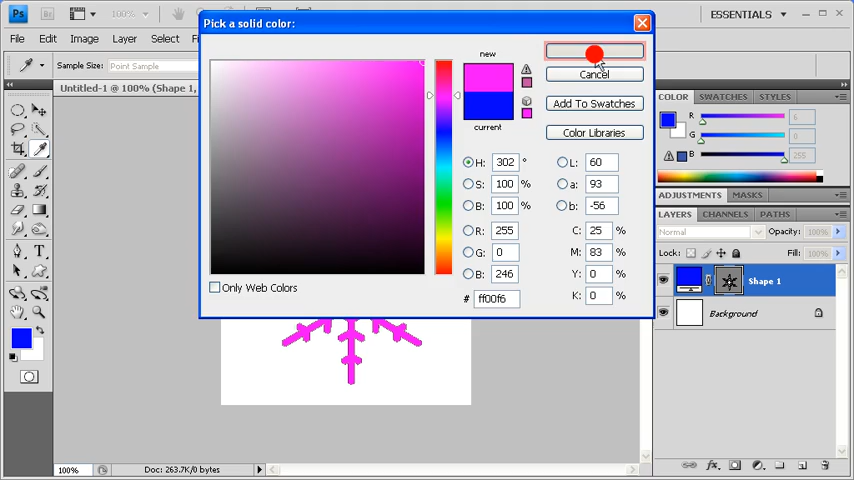 Ps
100%
ESSENTIALS
File Edit Image Layer Select
Pick a solid color:
Sample Size: Point Sample
Untitled-1 @ 100% (Shape 1,
new
current
Cancel
Add To Swatches
Color Libraries
H: 302 °
S: 100 %
B: 100 %
R: 255
G: 0
B: 246
# ff00f6
L: 60
a: 93
b: -56
C: 25 %
M: 83 %
Y: 0 %
K: 0 %
Only Web Colors
COLOR SWATCHES STYLES
R 6
G 0
B 255
ADJUSTMENTS MASKS
LAYERS CHANNELS PATHS
Normal Opacity: 100%
Lock: Fill: 100%
Shape 1
Background
T
100% Doc: 263.7K/0 bytes
fx